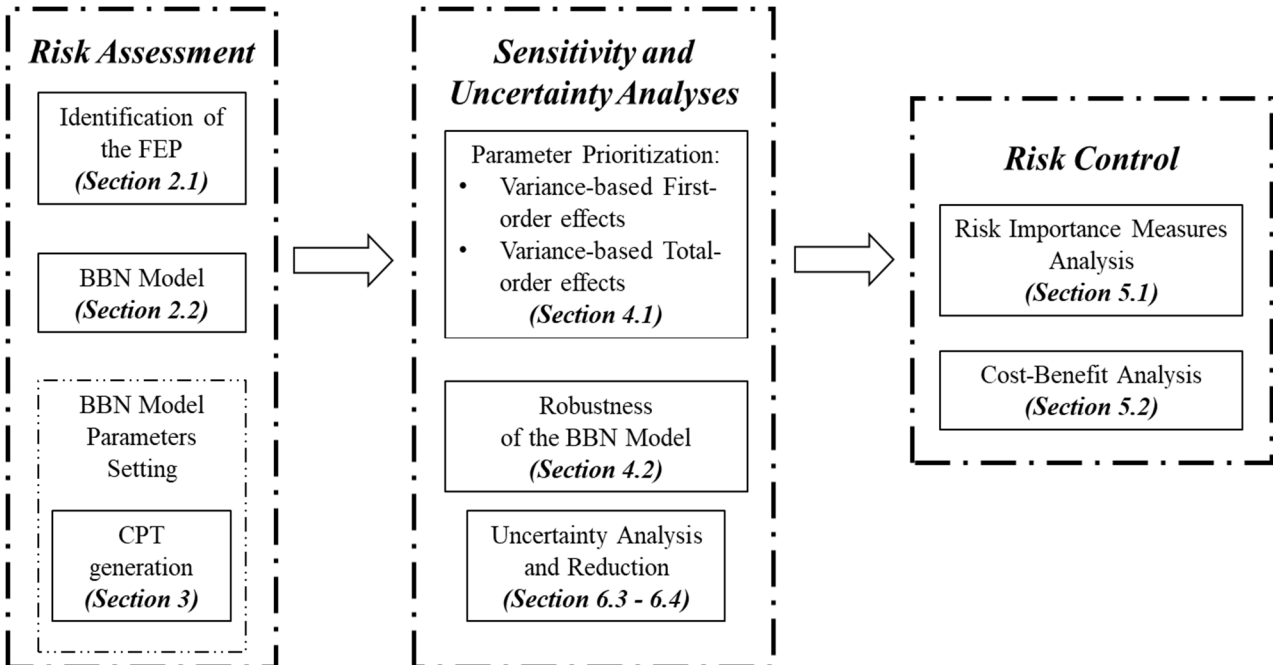 Risk Assessment
Identification of
the FEP
(Section 2.1)
BBN Model
(Section 2.2)
BBN Model
Parameters
Setting
CPT
generation
(Section 3)
Sensitivity and
Uncertainty Analyses
Parameter Prioritization:
• Variance-based First-
order effects
• Variance-based Total-
order effects
(Section 4.1)
Robustness
of the BBN Model
(Section 4.2)
Uncertainty Analysis
and Reduction
(Section 6.3 - 6.4)
Risk Control
Risk Importance Measures
Analysis
(Section 5.1)
Cost-Benefit Analysis
(Section 5.2)